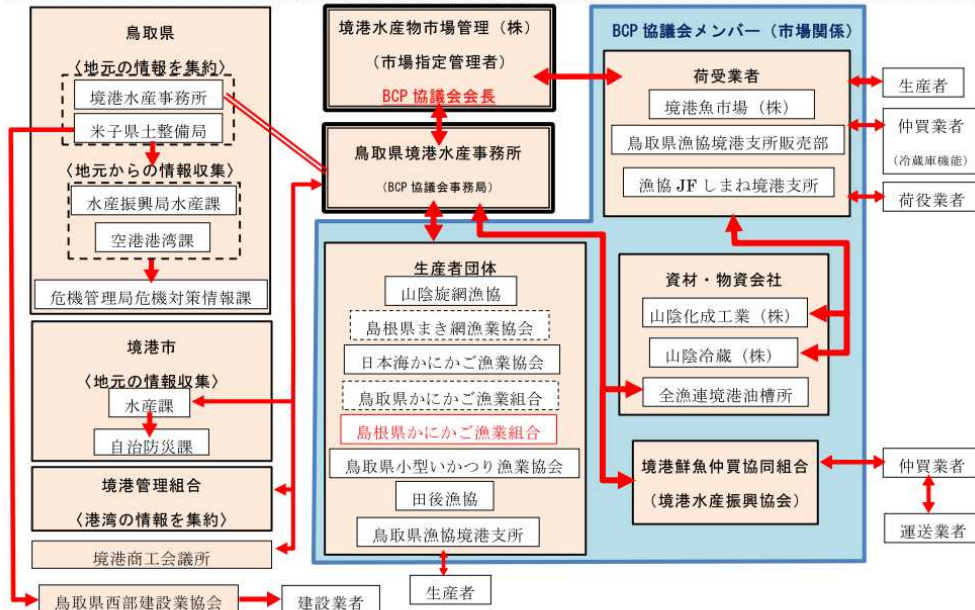 鳥取県
〈地元の情報を集約〉
境港水産事務所
米子県土整備局
〈地元からの情報収集〉
水産振興局水産課
空港港湾課
危機管理局危機対策情報課
境港市
〈地元の情報収集〉
水産課
自治防災課
境港管理組合
〈港湾の情報を集約〉
境港商工会議所
鳥取県西部建設業協会
建設業者
境港水産物市場管理（株）
（市場指定管理者）
BCP 協議会会長
鳥取県境港水産事務所
（BCP 協議会事務局）
生産者団体
山陰旋網漁協
島根県まき網漁業協会
日本海かにかご漁業協会
鳥取県かにかご漁業組合
島根県かにかご漁業組合
鳥取県小型いかつり漁業協会
田後漁協
鳥取県漁協境港支所
生産者
BCP 協議会メンバー（市場関係）
荷受業者
境港魚市場（株）
鳥取県漁協境港支所販売部
漁協 JF しまね境港支所
資材・物資会社
山陰化成工業（株）
山陰冷蔵（株）
全漁連境港油槽所
境港鮮魚仲買協同組合
（境港水産振興協会）
生産者
仲買業者
（冷蔵庫機能）
荷役業者
仲買業者
運送業者